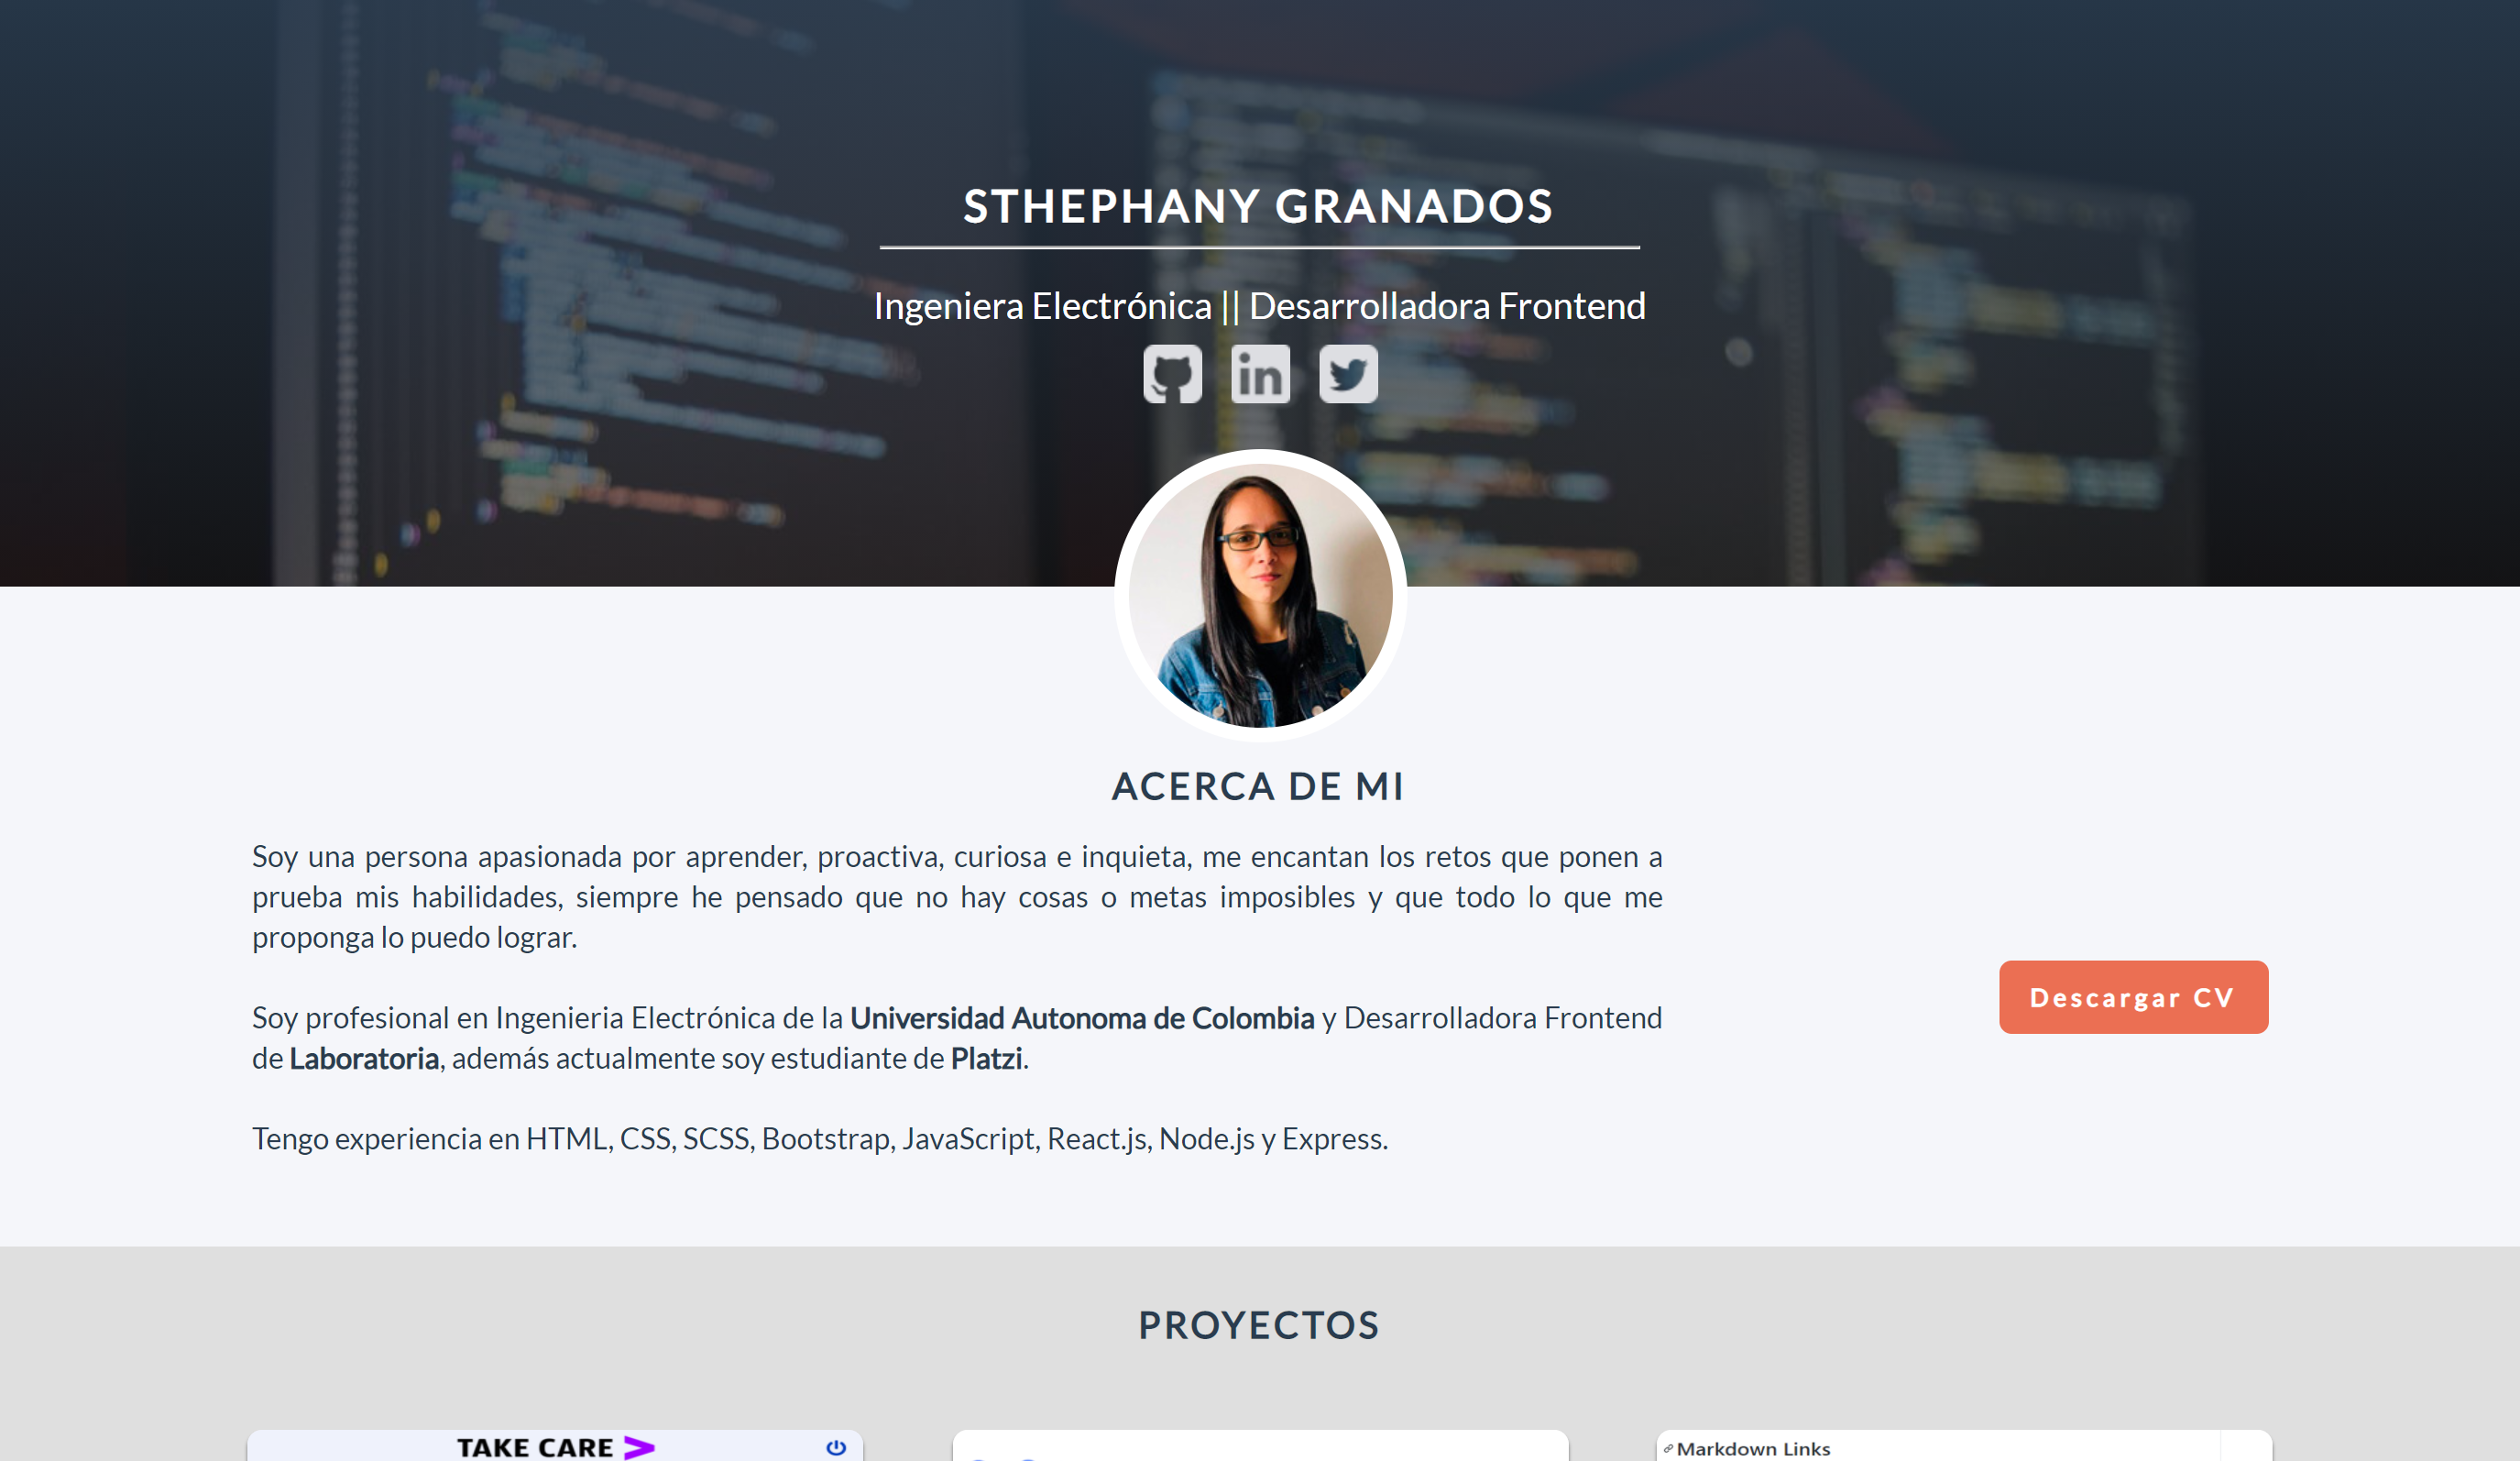 STHEPHANY GRANADOS
Ingeniera Electrónica || Desarrolladora Frontend
in
ACERCA DE MI
Soy una persona apasionada por aprender, proactiva, curiosa e inquieta, me encantan los retos que ponen a
prueba mis habilidades, siempre he pensado que no hay cosas o metas imposibles y que todo lo que me
proponga lo puedo lograr.
Soy profesional en Ingenieria Electrónica de la Universidad Autonoma de Colombia y Desarrolladora Frontend
de Laboratoria, además actualmente soy estudiante de Platzi.
Tengo experiencia en HTML, CSS, SCSS, Bootstrap, JavaScript, React.js, Node.js y Express.
Descargar CV
PROYECTOS
TAKE CARE >
Markdown Links